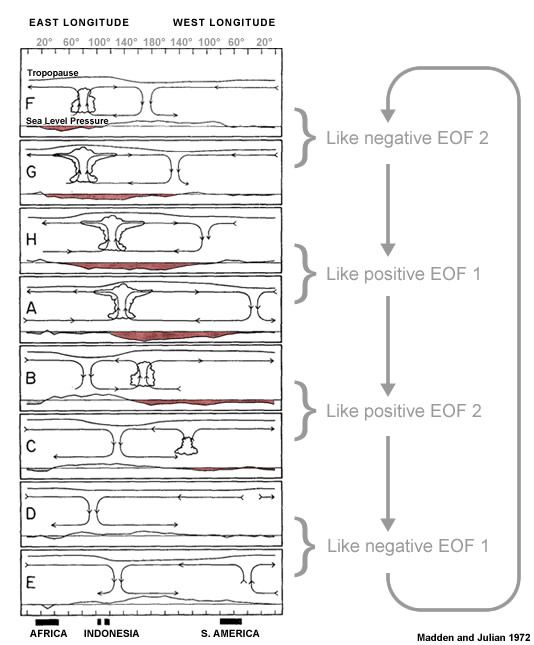 EAST LONGITUDE WEST LONGITUDE
20° 60° 100° 140° 180° 140° 100° 60° 20°
Tropopause
F
Sea Level Pressure
Like negative EOF 2
G
H
Like positive EOF 1
A
B
Like positive EOF 2
C
D
Like negative EOF 1
E
AFRICA INDONESIA S. AMERICA
Madden and Julian 1972